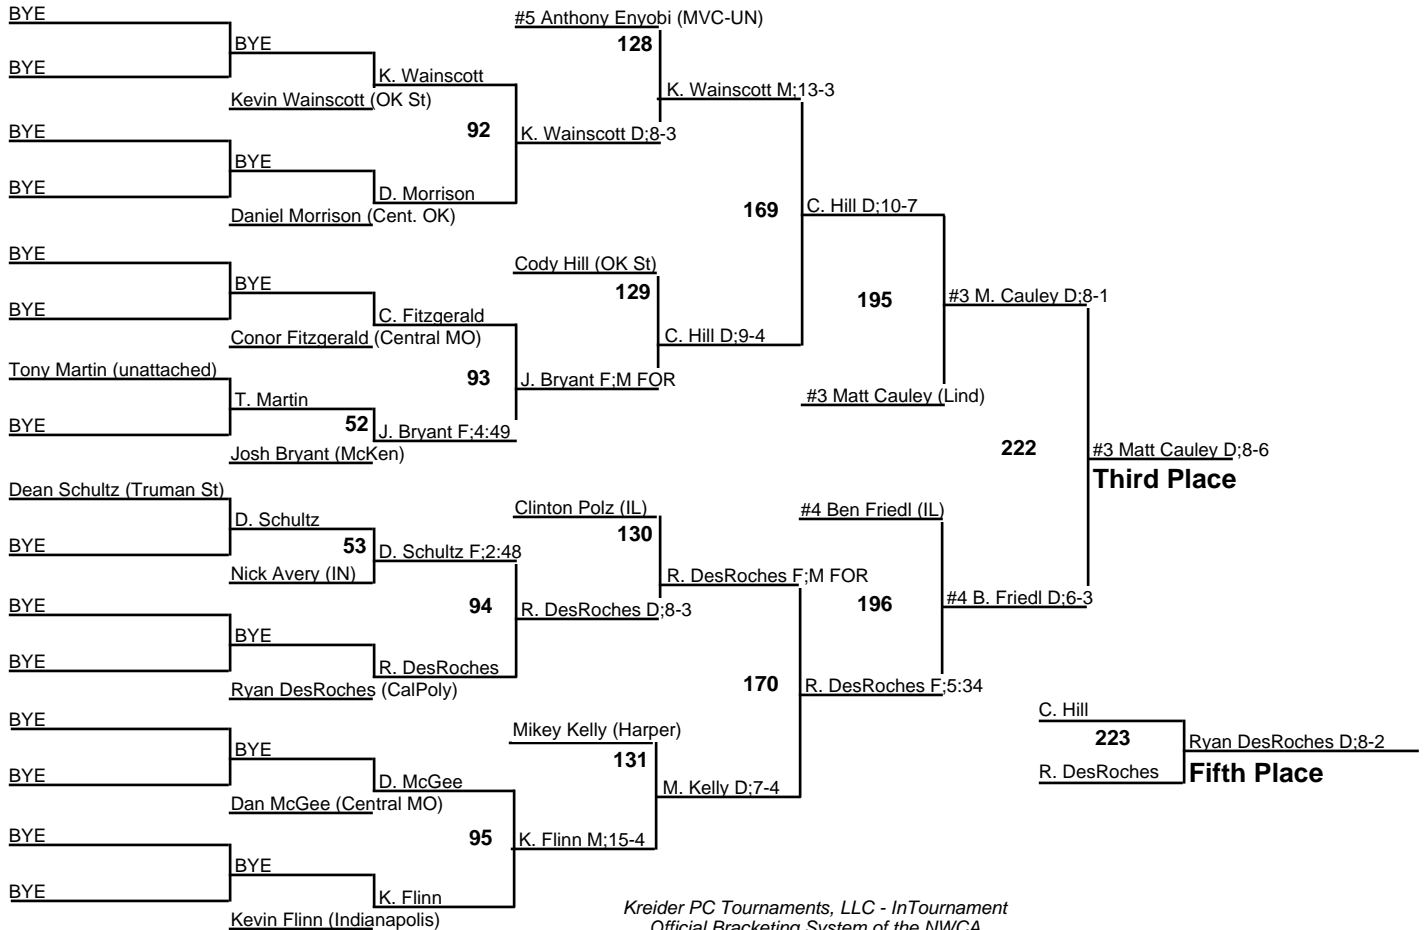 BYE
#5 Anthony Enyobi (MVC-UN)
BYE
128
BYE
K. Wainscott
K. Wainscott M;13-3
Kevin Wainscott (OK St)
BYE
92
K. Wainscott D;8-3
BYE
BYE
D. Morrison
169
C. Hill D;10-7
Daniel Morrison (Cent. OK)
BYE
Cody Hill (OK St)
BYE
129
195
#3 M. Cauley D;8-1
BYE
C. Fitzgerald
Conor Fitzgerald (Central MO)
C. Hill D;9-4
Tony Martin (unattached)
93
J. Bryant F;M FOR
T. Martin
#3 Matt Cauley (Lind)
BYE
52
J. Bryant F;4:49
222
#3 Matt Cauley D;8-6
Josh Bryant (McKen)
Third Place
Dean Schultz (Truman St)
Clinton Polz (IL)
#4 Ben Friedl (IL)
D. Schultz
130
BYE
53
D. Schultz F;2:48
Nick Avery (IN)
R. DesRoches F;M FOR
BYE
94
R. DesRoches D;8-3
196
#4 B. Friedl D;6-3
BYE
BYE
R. DesRoches
170
R. DesRoches F;5:34
Ryan DesRoches (CalPoly)
BYE
Mikey Kelly (Harper)
C. Hill
BYE
131
223
Ryan DesRoches D;8-2
BYE
D. McGee
M. Kelly D;7-4
R. DesRoches
Fifth Place
Dan McGee (Central MO)
BYE
95
K. Flinn M;15-4
BYE
BYE
K. Flinn
Kevin Flinn (Indianapolis)
Kreider PC Tournaments, LLC - InTournament
Official Bracketing System of the NWCA